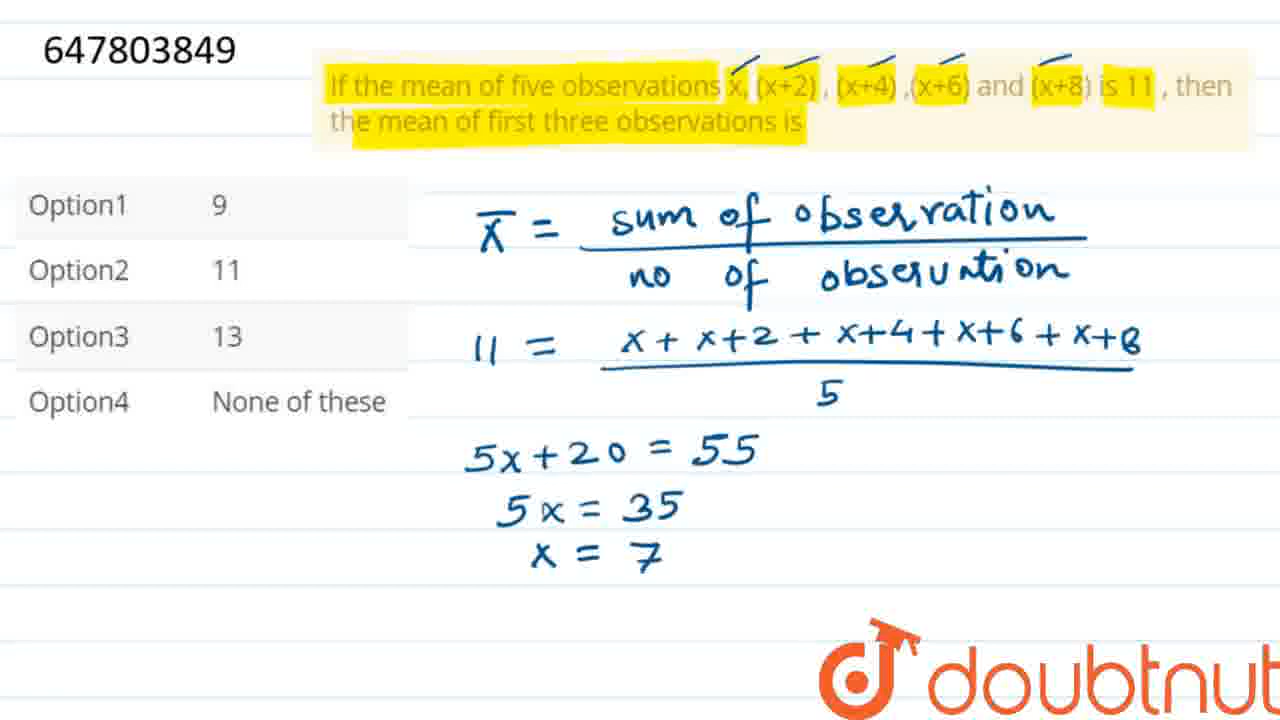 647803849
If the mean of five observations x, (x+2) , (x+4) ,(x+6) and (x+8) is 11 , then
the mean of first three observations is
Option1 9
Option2 11
Option3 13
Option4 None of these
x̄ = sum of observation
no of observation
11 = x + x+2 + x+4 + x+6 + x+8
5
5x+20 = 55
5x = 35
x = 7
doubtnut